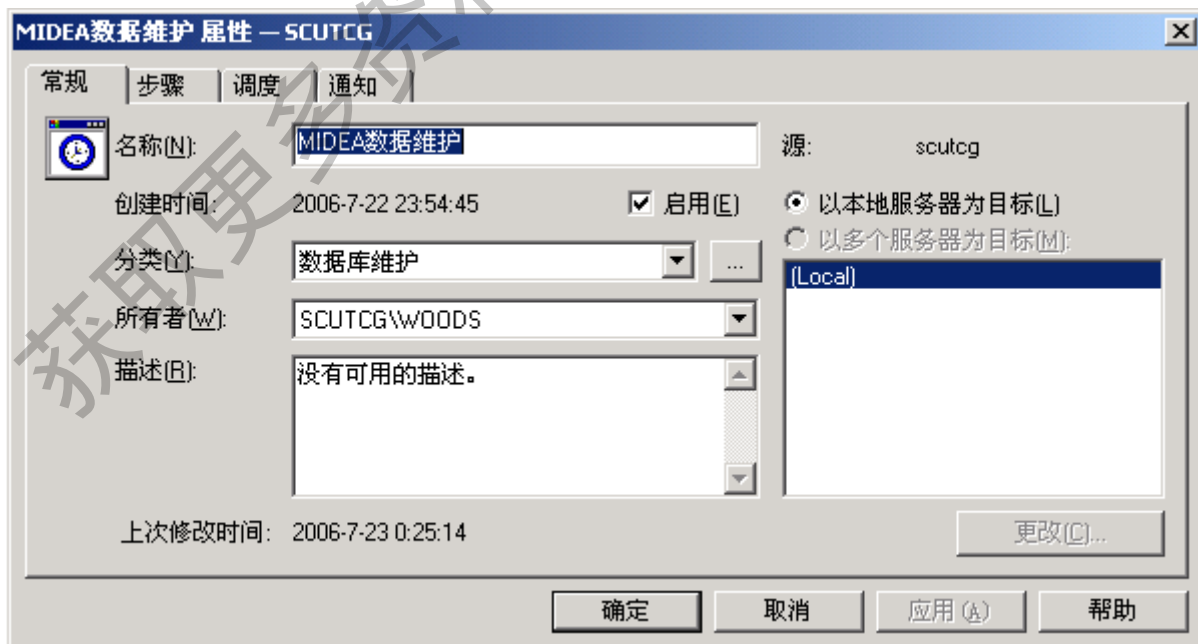 MIDEA数据维护 属性 — SCUTCG
常规 步骤 调度 通知
名称(N): MIDEA数据维护 源: scutcg
创建时间: 2006-7-22 23:54:45 启用(E) 以本地服务器为目标(L)
以多个服务器为目标(M):
分类(Y): 数据库维护 ... (Local)
所有者(W): SCUTCG\WOODS
描述(R): 没有可用的描述。
上次修改时间: 2006-7-23 0:25:14 更改(C)...
确定 取消 应用(A) 帮助
获取更多资